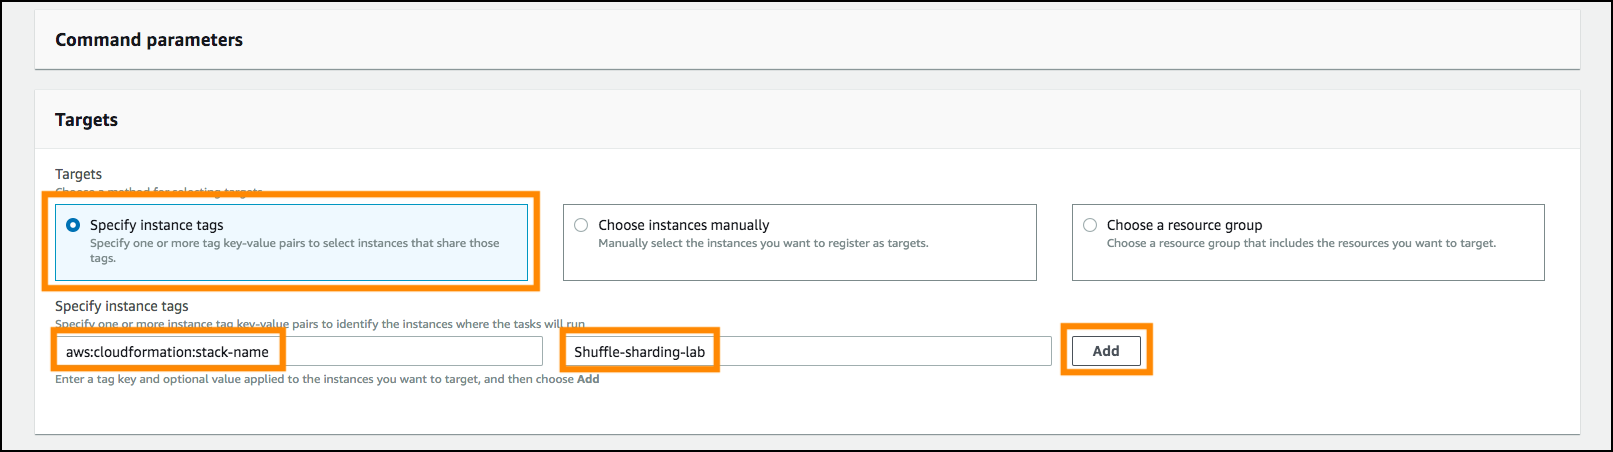 Command parameters
Targets
Targets
Choose a method for selecting targets.
Specify instance tags
Specify one or more tag key-value pairs to select instances that share those
tags.
Choose instances manually
Manually select the instances you want to register as targets.
Choose a resource group
Choose a resource group that includes the resources you want to target.
Specify instance tags
Specify one or more instance tag key-value pairs to identify the instances where the tasks will run
aws:cloudformation:stack-name
Shuffle-sharding-lab
Add
Enter a tag key and optional value applied to the instances you want to target, and then choose Add